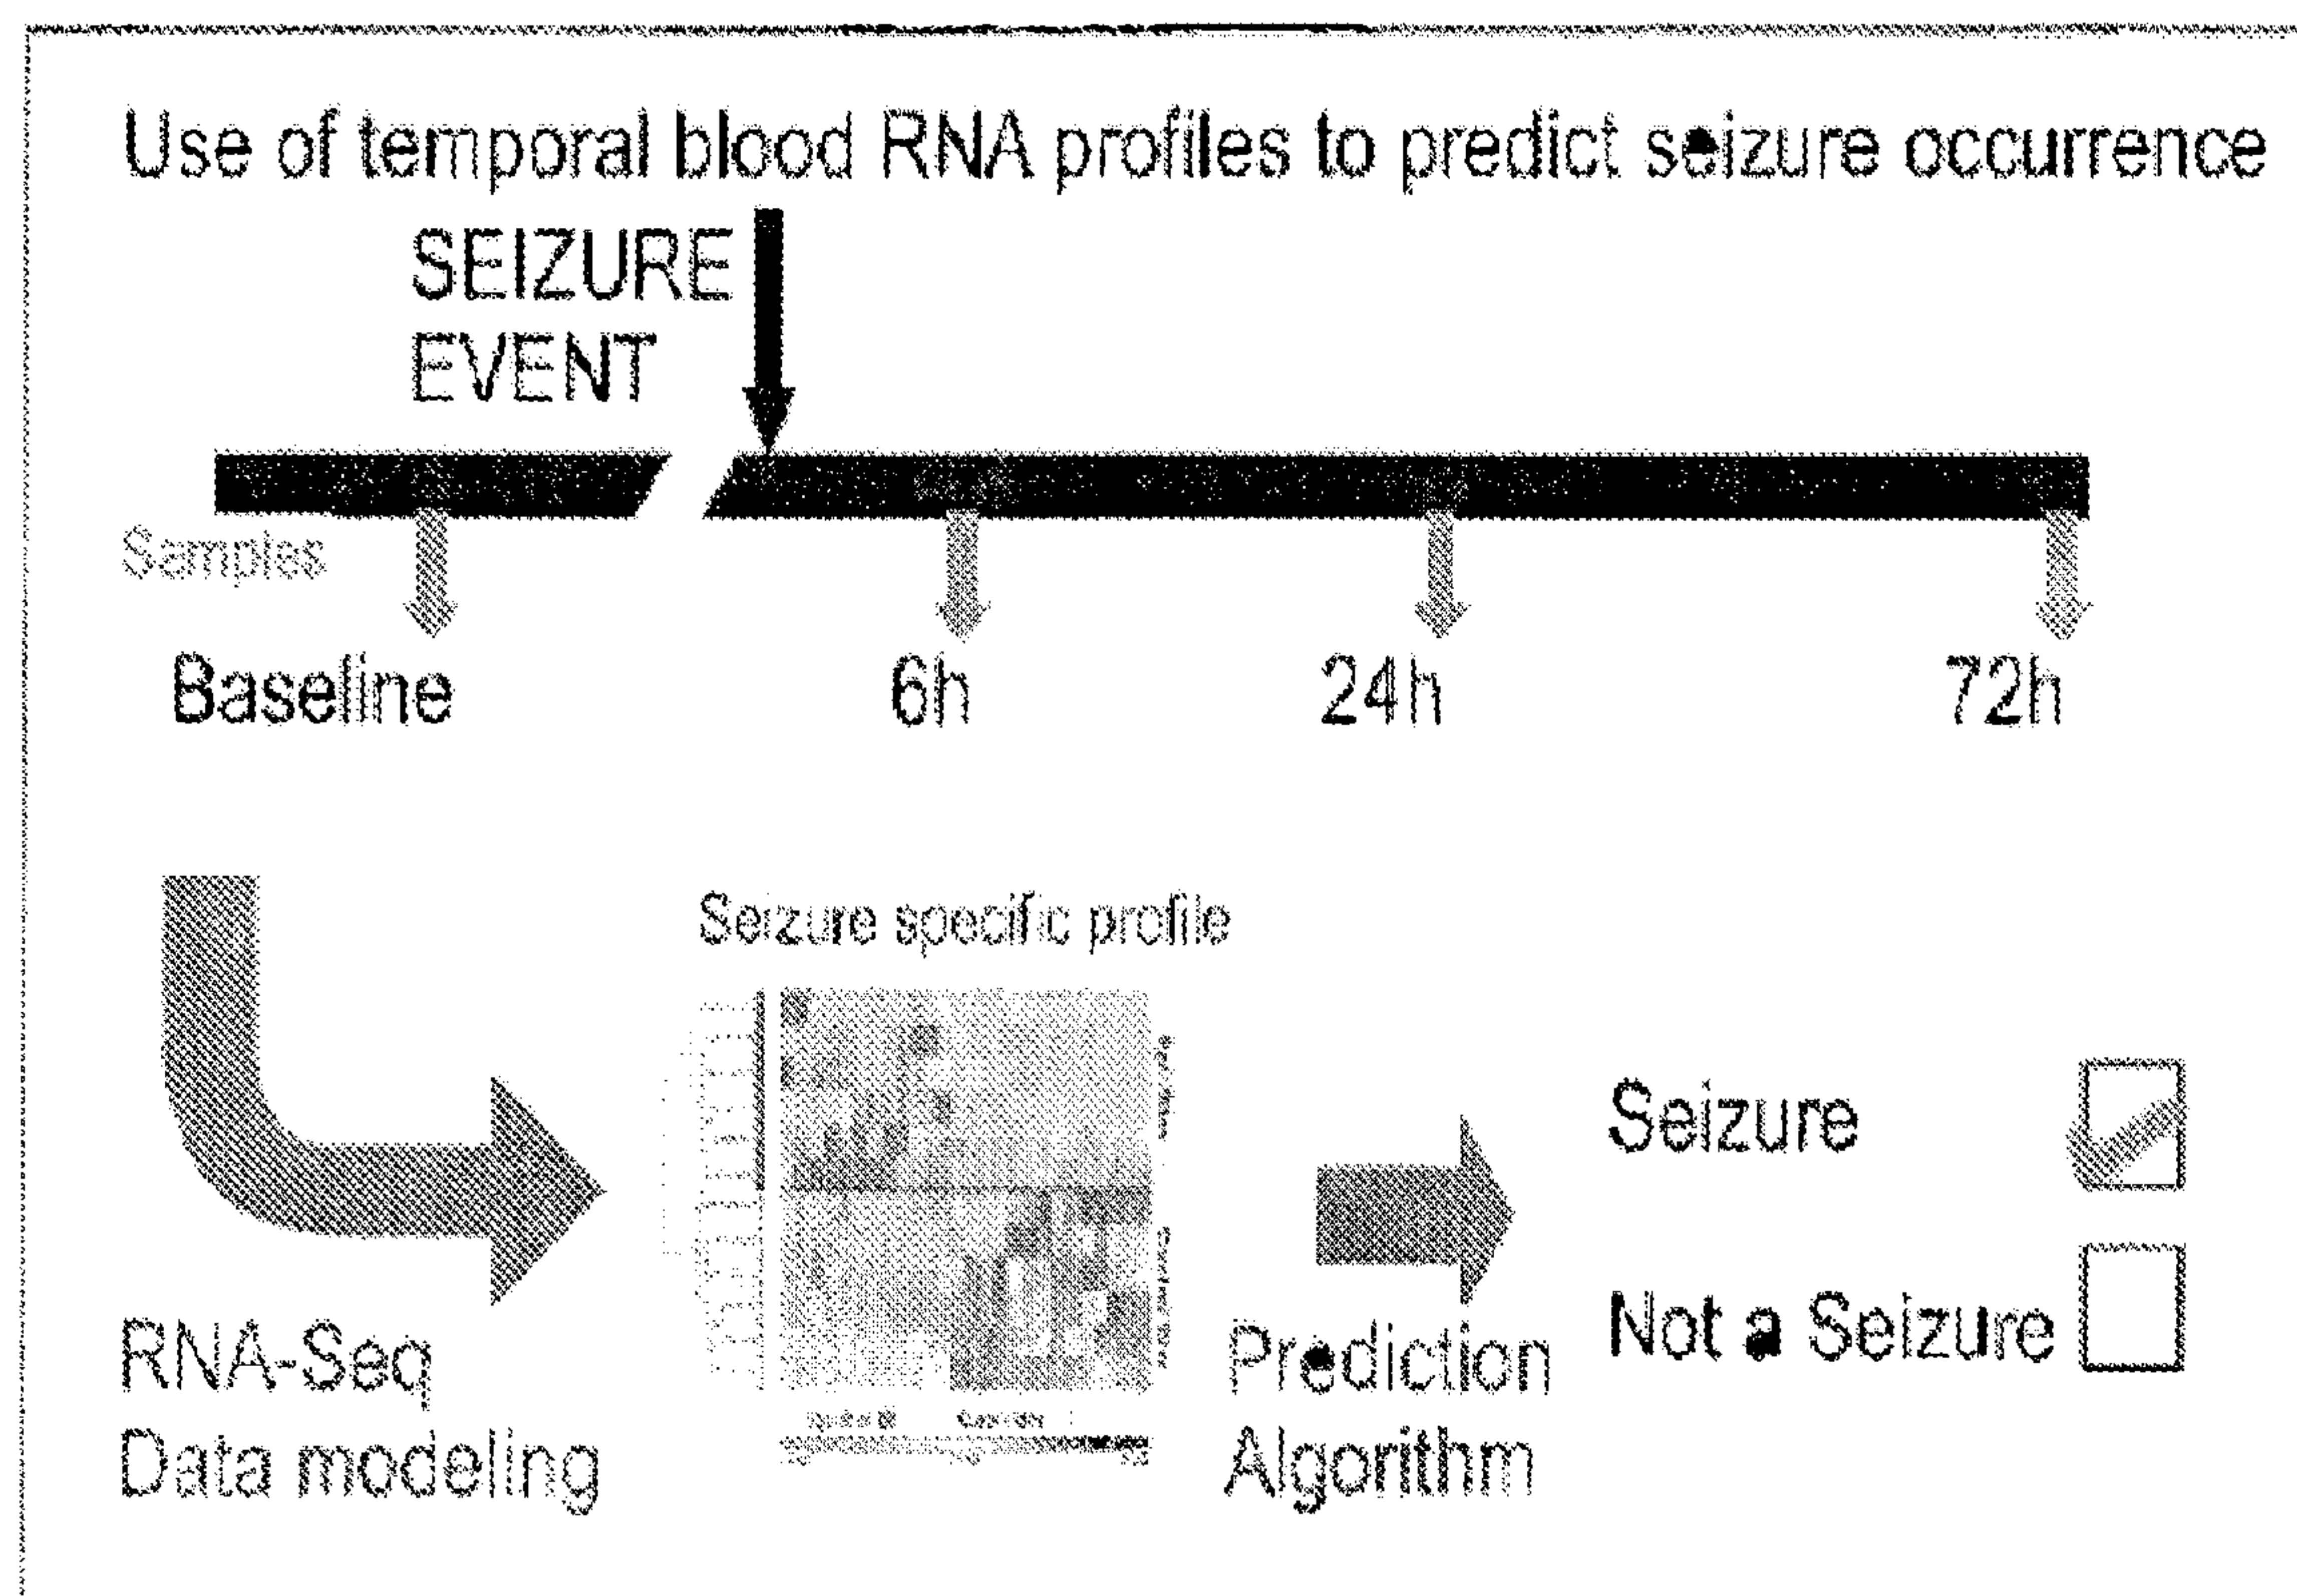 Use of temporal blood RNA profiles to predict seizure occurrence
SEIZURE
EVENT
Samples
Baseline
6h
24h
72h
Seizure specific profile
Seizure
Not a Seizure
RNA-Seq
Data modeling
Prediction
Algorithm